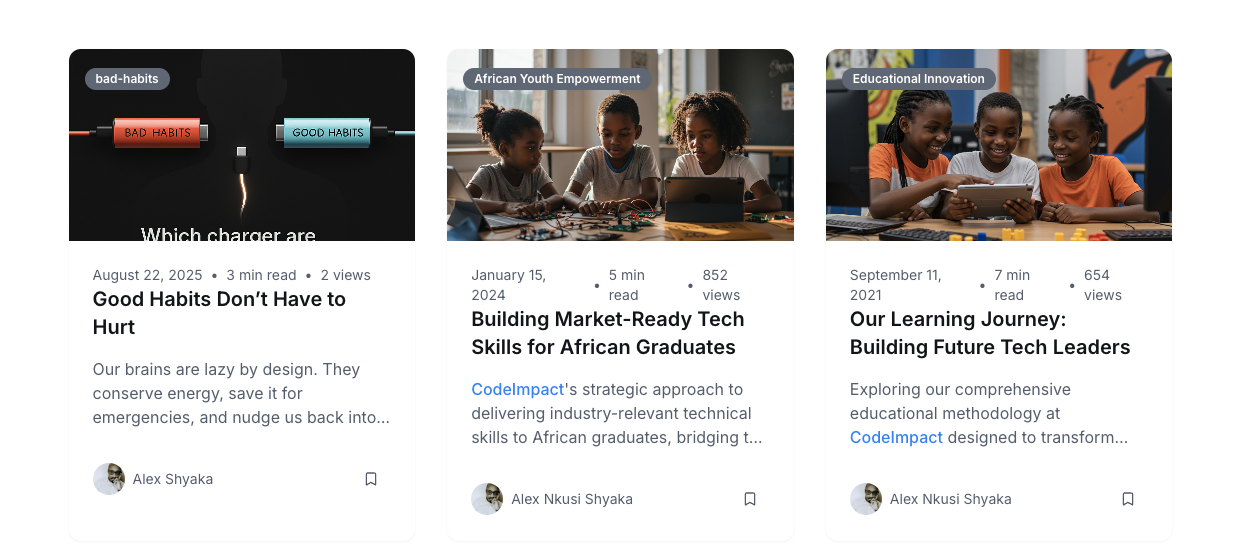 bad-habits
BAD HABITS
GOOD HABITS
Which charger are
August 22, 2025 • 3 min read • 2 views
Good Habits Don’t Have to
Hurt
Our brains are lazy by design. They
conserve energy, save it for
emergencies, and nudge us back into...
Alex Shyaka
African Youth Empowerment
January 15,
2024
•
5 min
read
•
852
views
Building Market-Ready Tech
Skills for African Graduates
CodeImpact's strategic approach to
delivering industry-relevant technical
skills to African graduates, bridging t...
Alex Nkusi Shyaka
Educational Innovation
September 11,
2021
•
7 min
read
•
654
views
Our Learning Journey:
Building Future Tech Leaders
Exploring our comprehensive
educational methodology at
CodeImpact designed to transform...
Alex Nkusi Shyaka